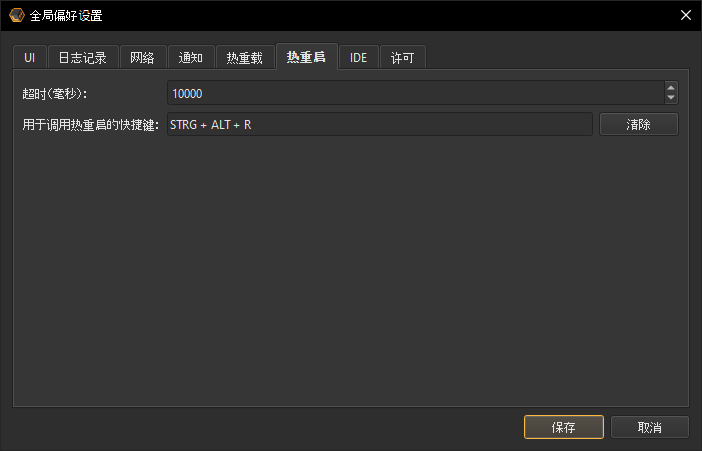 全局偏好设置
UI 日志记录 网络 通知 热重载 热重启 IDE 许可
超时(毫秒): 10000
用于调用热重启的快捷键: STRG + ALT + R 清除
保存 取消